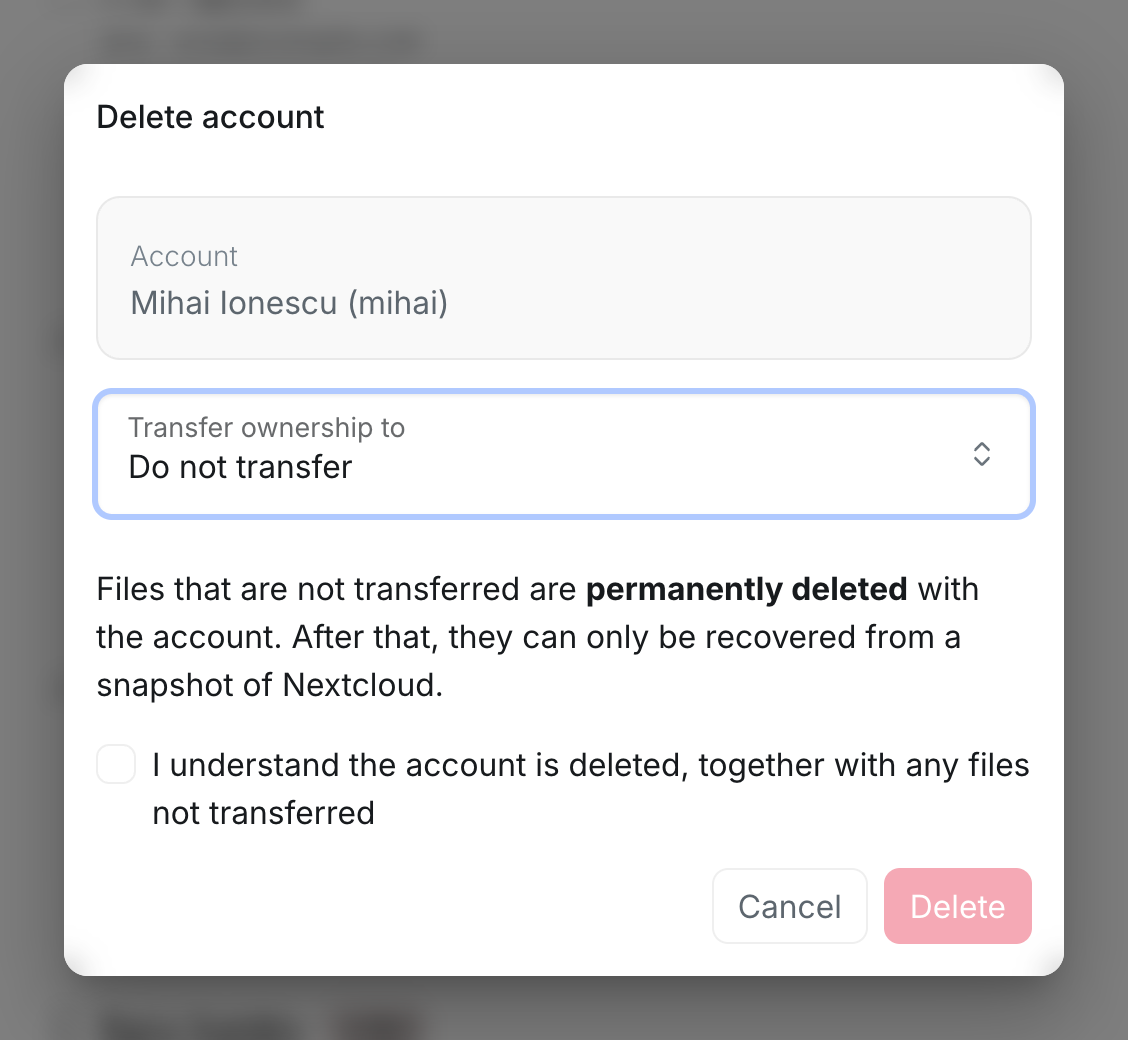 Delete account
Account
Mihai Ionescu (mihai)
Transfer ownership to
Do not transfer
Files that are not transferred are permanently deleted with
the account. After that, they can only be recovered from a
snapshot of Nextcloud.
I understand the account is deleted, together with any files
not transferred
Cancel
Delete